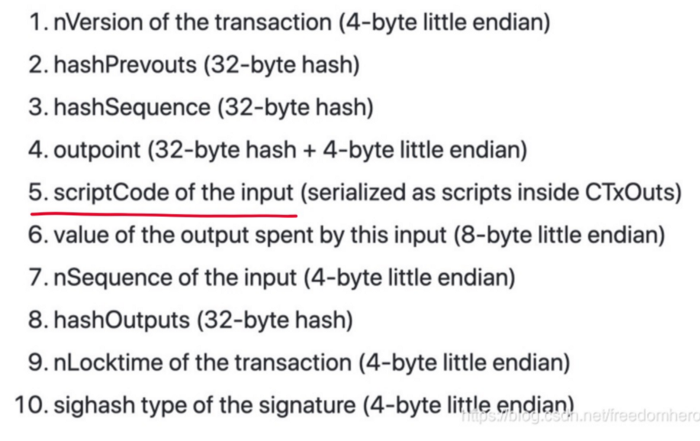 1. nVersion of the transaction (4-byte little endian)
2. hashPrevouts (32-byte hash)
3. hashSequence (32-byte hash)
4. outpoint (32-byte hash + 4-byte little endian)
5. scriptCode of the input (serialized as scripts inside CTxOuts)
6. value of the output spent by this input (8-byte little endian)
7. nSequence of the input (4-byte little endian)
8. hashOutputs (32-byte hash)
9. nLocktime of the transaction (4-byte little endian)
10. sighash type of the signature (4-byte little endian)
https://blog.csdn.net/freedomhero